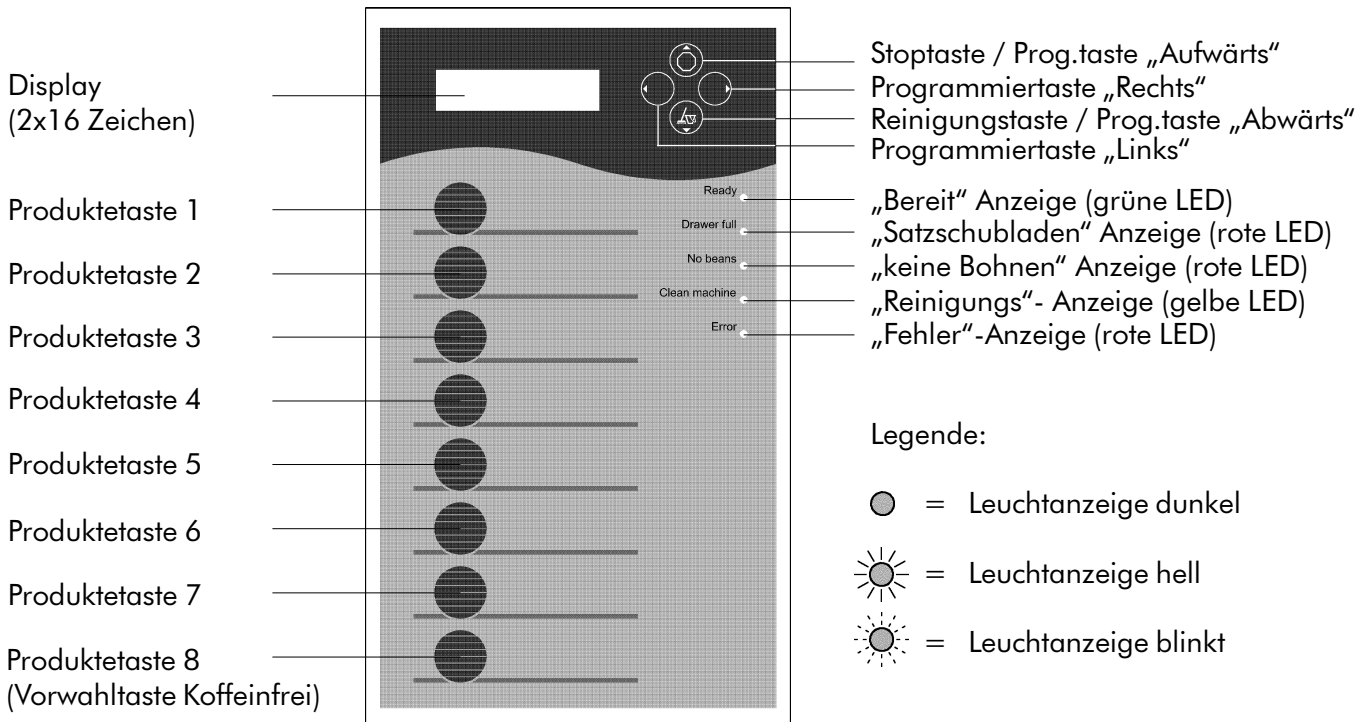 Display
(2x16 Zeichen)
Produktetaste 1
Produktetaste 2
Produktetaste 3
Produktetaste 4
Produktetaste 5
Produktetaste 6
Produktetaste 7
Produktetaste 8
(Vorwahltaste Koffeinfrei)
Ready
Drawer full
No beans
Clean machine
Error
Stoptaste / Prog.taste „Aufwärts“
Programmiertaste „Rechts“
Reinigungstaste / Prog.taste „Abwärts“
Programmiertaste „Links“
„Bereit“ Anzeige (grüne LED)
„Satzschubladen“ Anzeige (rote LED)
„keine Bohnen“ Anzeige (rote LED)
„Reinigungs“- Anzeige (gelbe LED)
„Fehler“-Anzeige (rote LED)
Legende:
= Leuchtanzeige dunkel
= Leuchtanzeige hell
= Leuchtanzeige blinkt